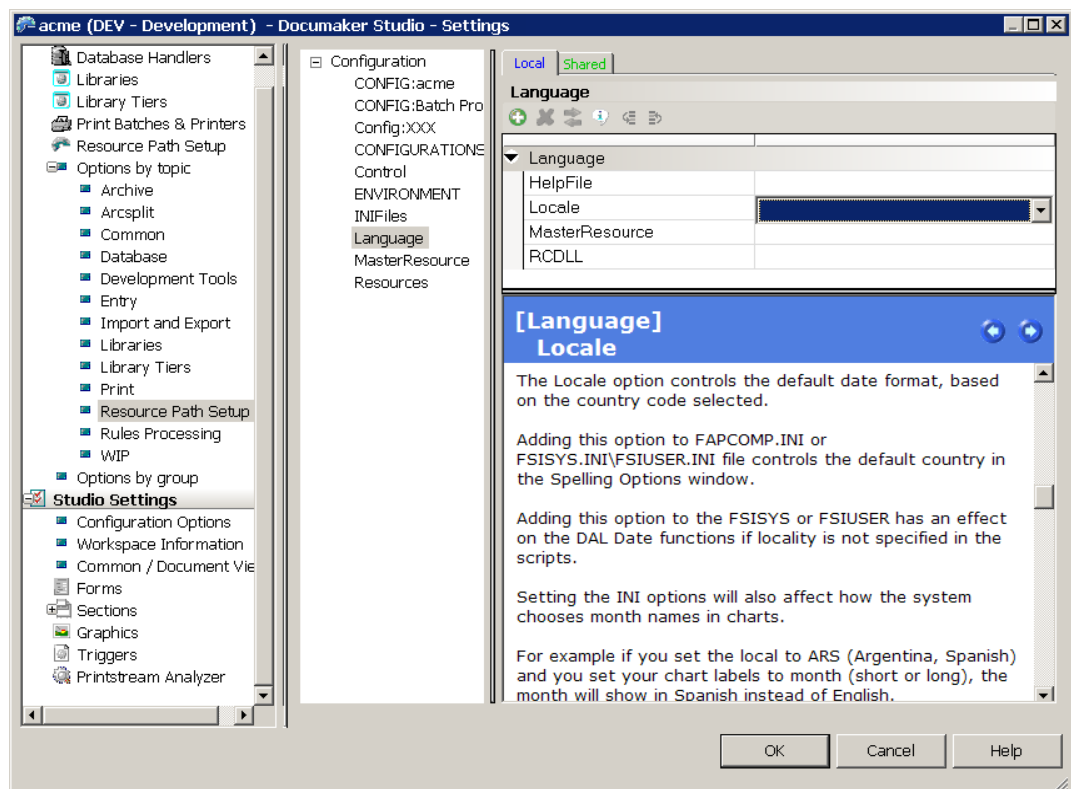 acme (DEV - Development) - Documaker Studio - Settings
Database Handlers
Libraries
Library Tiers
Print Batches & Printers
Resource Path Setup
Options by topic
Archive
Arcsplit
Common
Database
Development Tools
Entry
Import and Export
Libraries
Library Tiers
Print
Resource Path Setup
Rules Processing
WIP
Options by group
Studio Settings
Configuration Options
Workspace Information
Common / Document Vie
Forms
Sections
Graphics
Triggers
Printstream Analyzer
Configuration
CONFIG:acme
CONFIG:Batch Pro
Config:XXX
CONFIGURATIONS
Control
ENVIRONMENT
INIFiles
Language
MasterResource
Resources
Local Shared
Language
Language
HelpFile
Locale
MasterResource
RCDLL
[Language]
Locale
The Locale option controls the default date format, based
on the country code selected.
Adding this option to FAPCOMP.INI or
FSISYS.INI\FSIUSER.INI file controls the default country in
the Spelling Options window.
Adding this option to the FSISYS or FSIUSER has an effect
on the DAL Date functions if locality is not specified in the
scripts.
Setting the INI options will also affect how the system
chooses month names in charts.
For example if you set the local to ARS (Argentina, Spanish)
and you set your chart labels to month (short or long), the
month will show in Spanish instead of English.
OK Cancel Help